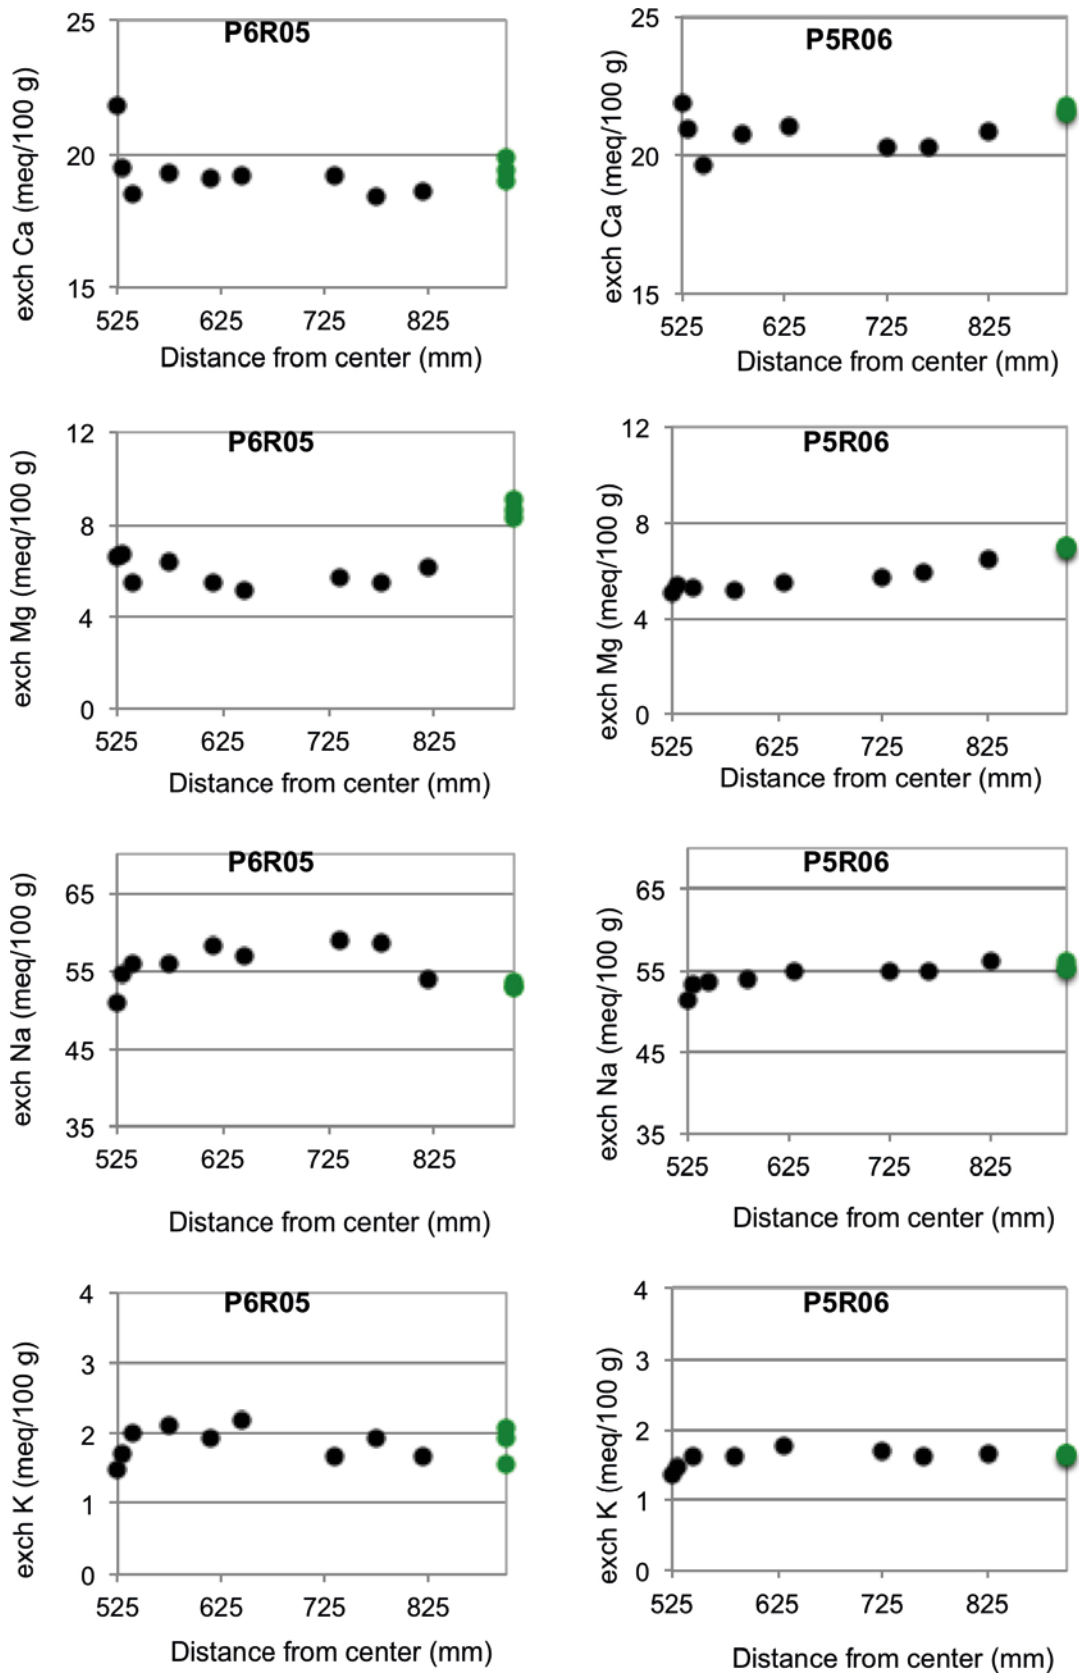 P6R05
exch Ca (meq/100 g)
25
20
15
525 625 725 825
Distance from center (mm)
P5R06
exch Ca (meq/100 g)
25
20
15
525 625 725 825
Distance from center (mm)
P6R05
exch Mg (meq/100 g)
12
8
4
0
525 625 725 825
Distance from center (mm)
P5R06
exch Mg (meq/100 g)
12
8
4
0
525 625 725 825
Distance from center (mm)
P6R05
exch Na (meq/100 g)
65
55
45
35
525 625 725 825
Distance from center (mm)
P5R06
exch Na (meq/100 g)
65
55
45
35
525 625 725 825
Distance from center (mm)
P6R05
exch K (meq/100 g)
4
3
2
1
0
525 625 725 825
Distance from center (mm)
P5R06
exch K (meq/100 g)
4
3
2
1
0
525 625 725 825
Distance from center (mm)